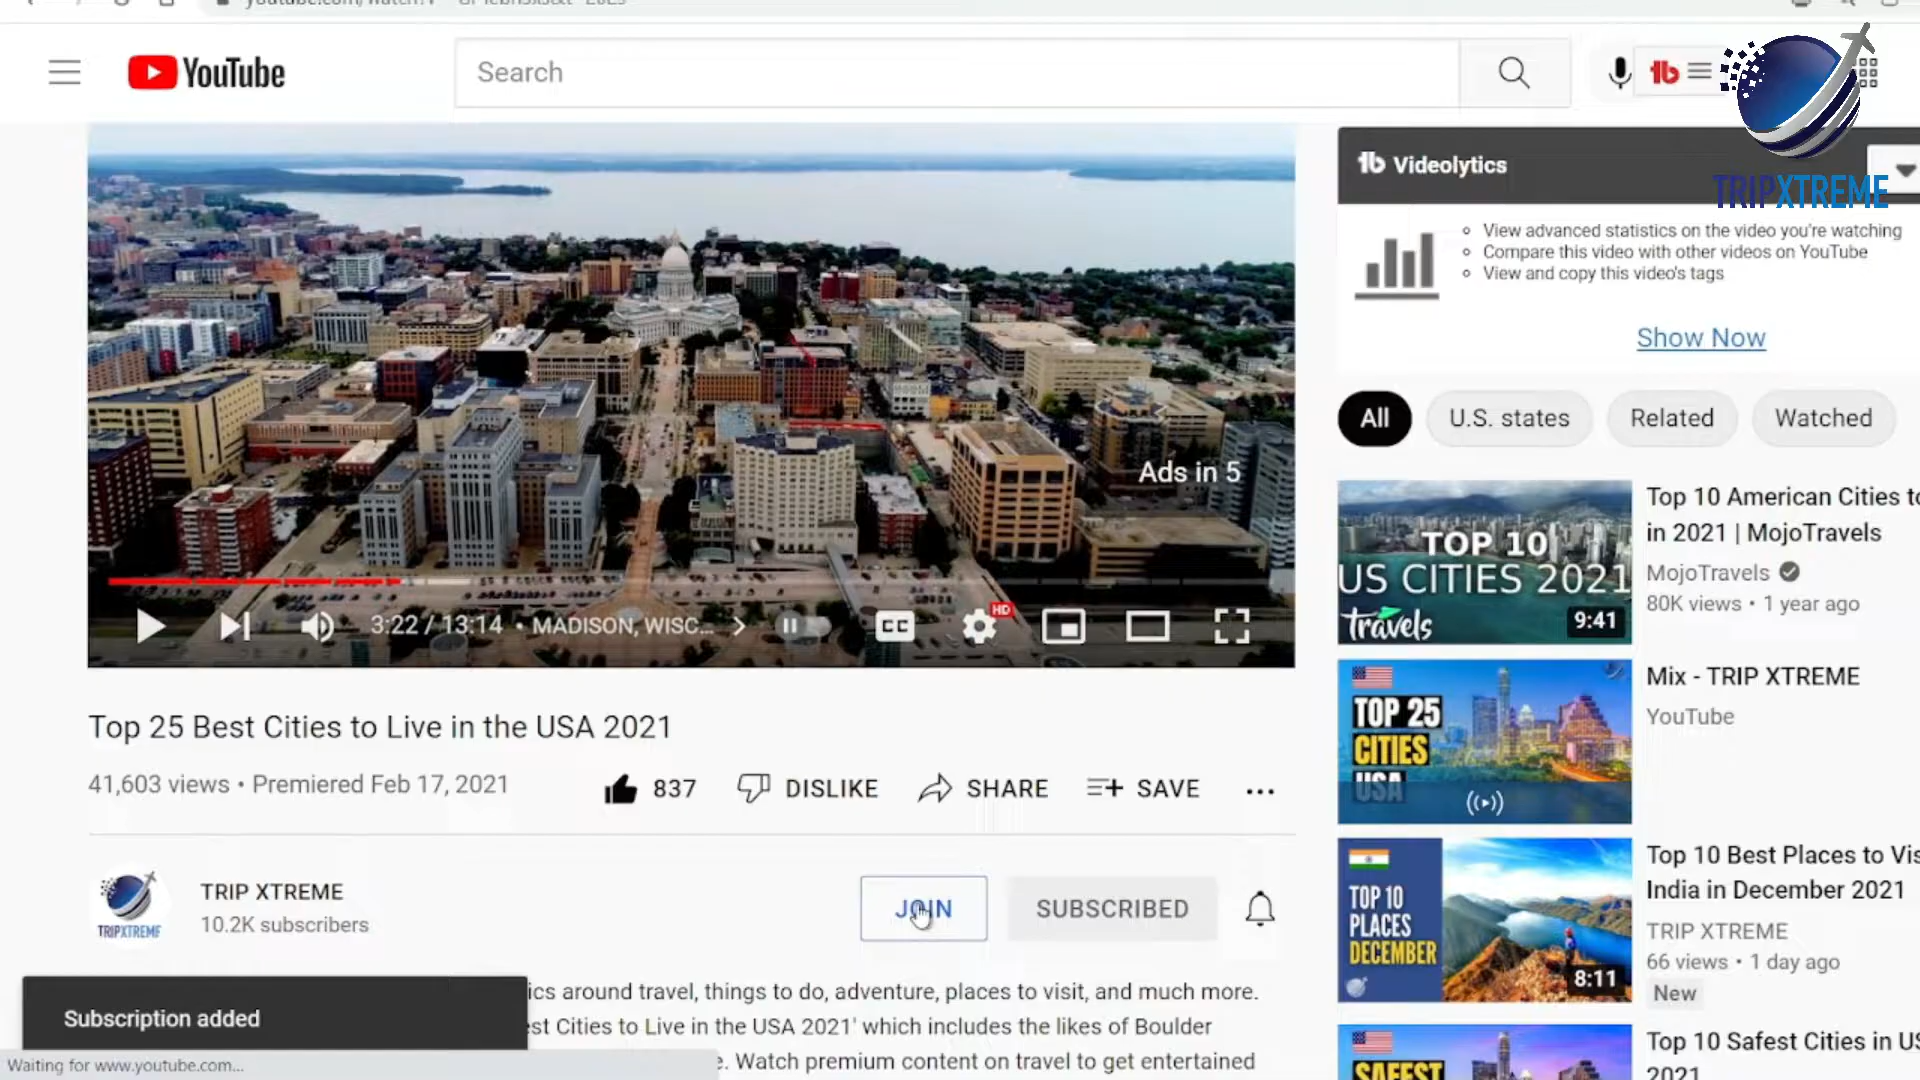 YouTube
Search
1b
TRIPXTREME
1b Videolytics
View advanced statistics on the video you're watching
Compare this video with other videos on YouTube
View and copy this video's tags
Show Now
All
U.S. states
Related
Watched
Ads in 5
3:22 / 13:14 • MADISON, WISC...
CC
HD
TOP 10
US CITIES 2021
travels
9:41
Top 10 American Cities to
in 2021 | MojoTravels
MojoTravels
80K views • 1 year ago
TOP 25
CITIES
USA
Mix - TRIP XTREME
YouTube
Top 25 Best Cities to Live in the USA 2021
41,603 views • Premiered Feb 17, 2021
837
DISLIKE
SHARE
SAVE
TOP 10
PLACES
DECEMBER
8:11
Top 10 Best Places to Vis
India in December 2021
TRIP XTREME
66 views • 1 day ago
New
TRIPXTREME
TRIP XTREME
10.2K subscribers
JOIN
SUBSCRIBED
ics around travel, things to do, adventure, places to visit, and much more.
st Cities to Live in the USA 2021' which includes the likes of Boulder
e. Watch premium content on travel to get entertained
Subscription added
Waiting for www.youtube.com...
SAFEST
Top 10 Safest Cities in US
2021